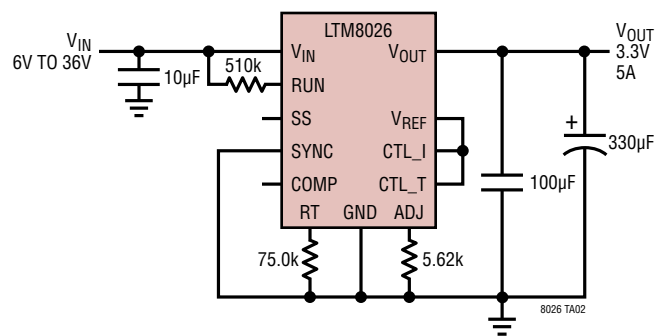 LTM8026
VIN
6V TO 36V
10µF
510k
VIN
RUN
SS
SYNC
COMP
RT
GND
ADJ
VOUT
VREF
CTL_I
CTL_T
VOUT
3.3V
5A
+
330µF
100µF
75.0k
5.62k
8026 TA02